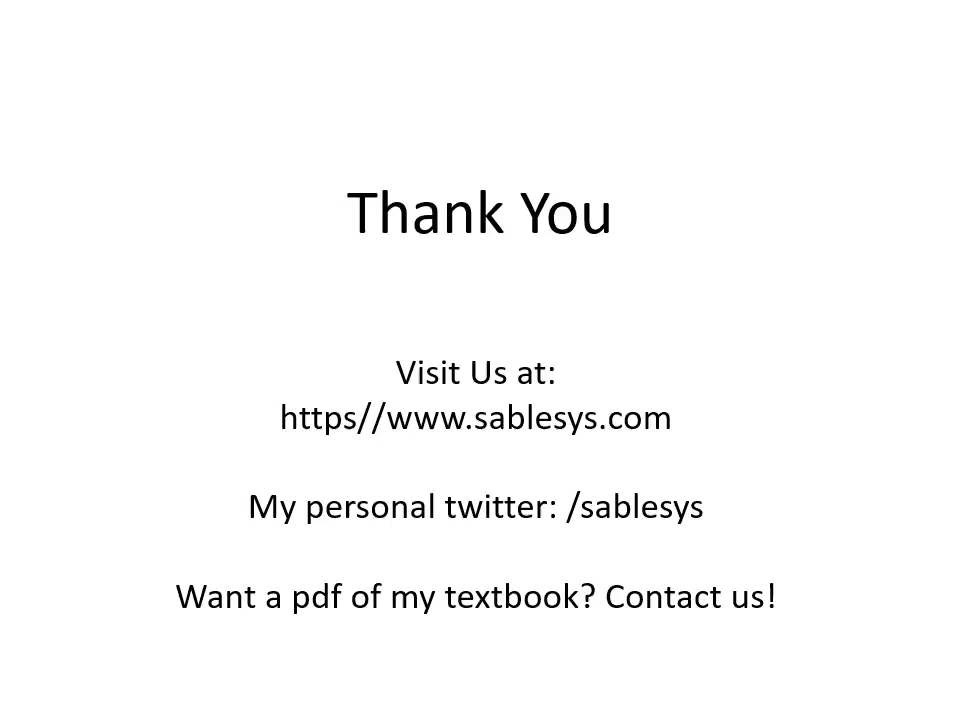 Thank You
Visit Us at:
https//www.sablesys.com
My personal twitter: /sablesys
Want a pdf of my textbook? Contact us!